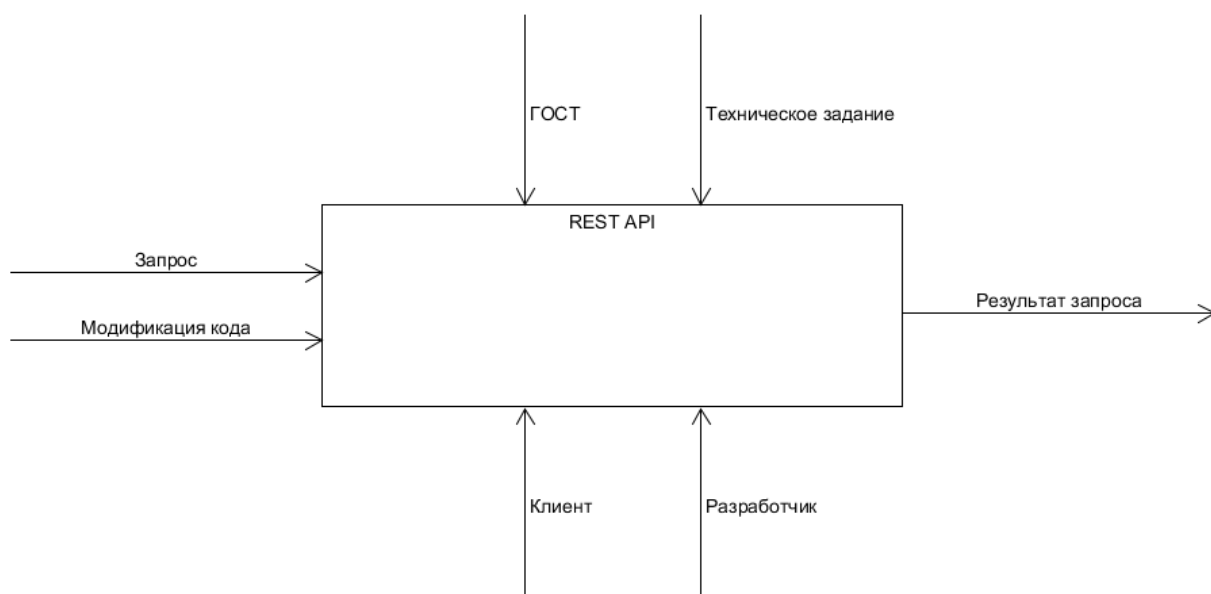 ГОСТ
Техническое задание
REST API
Запрос
Модификация кода
Результат запроса
Клиент
Разработчик